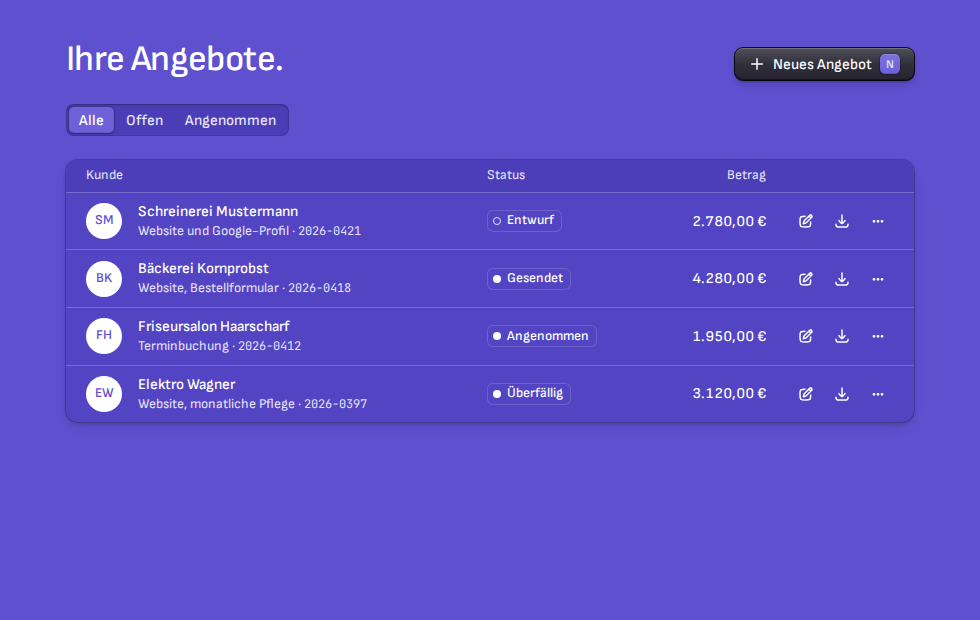 Ihre Angebote.
Neues Angebot N
Alle Offen Angenommen
Kunde Status Betrag
SM Schreinerei Mustermann Entwurf 2.780,00 €
Website und Google-Profil · 2026-0421
BK Bäckerei Kornprobst Gesendet 4.280,00 €
Website, Bestellformular · 2026-0418
FH Friseursalon Haarscharf Angenommen 1.950,00 €
Terminbuchung · 2026-0412
EW Elektro Wagner Überfällig 3.120,00 €
Website, monatliche Pflege · 2026-0397